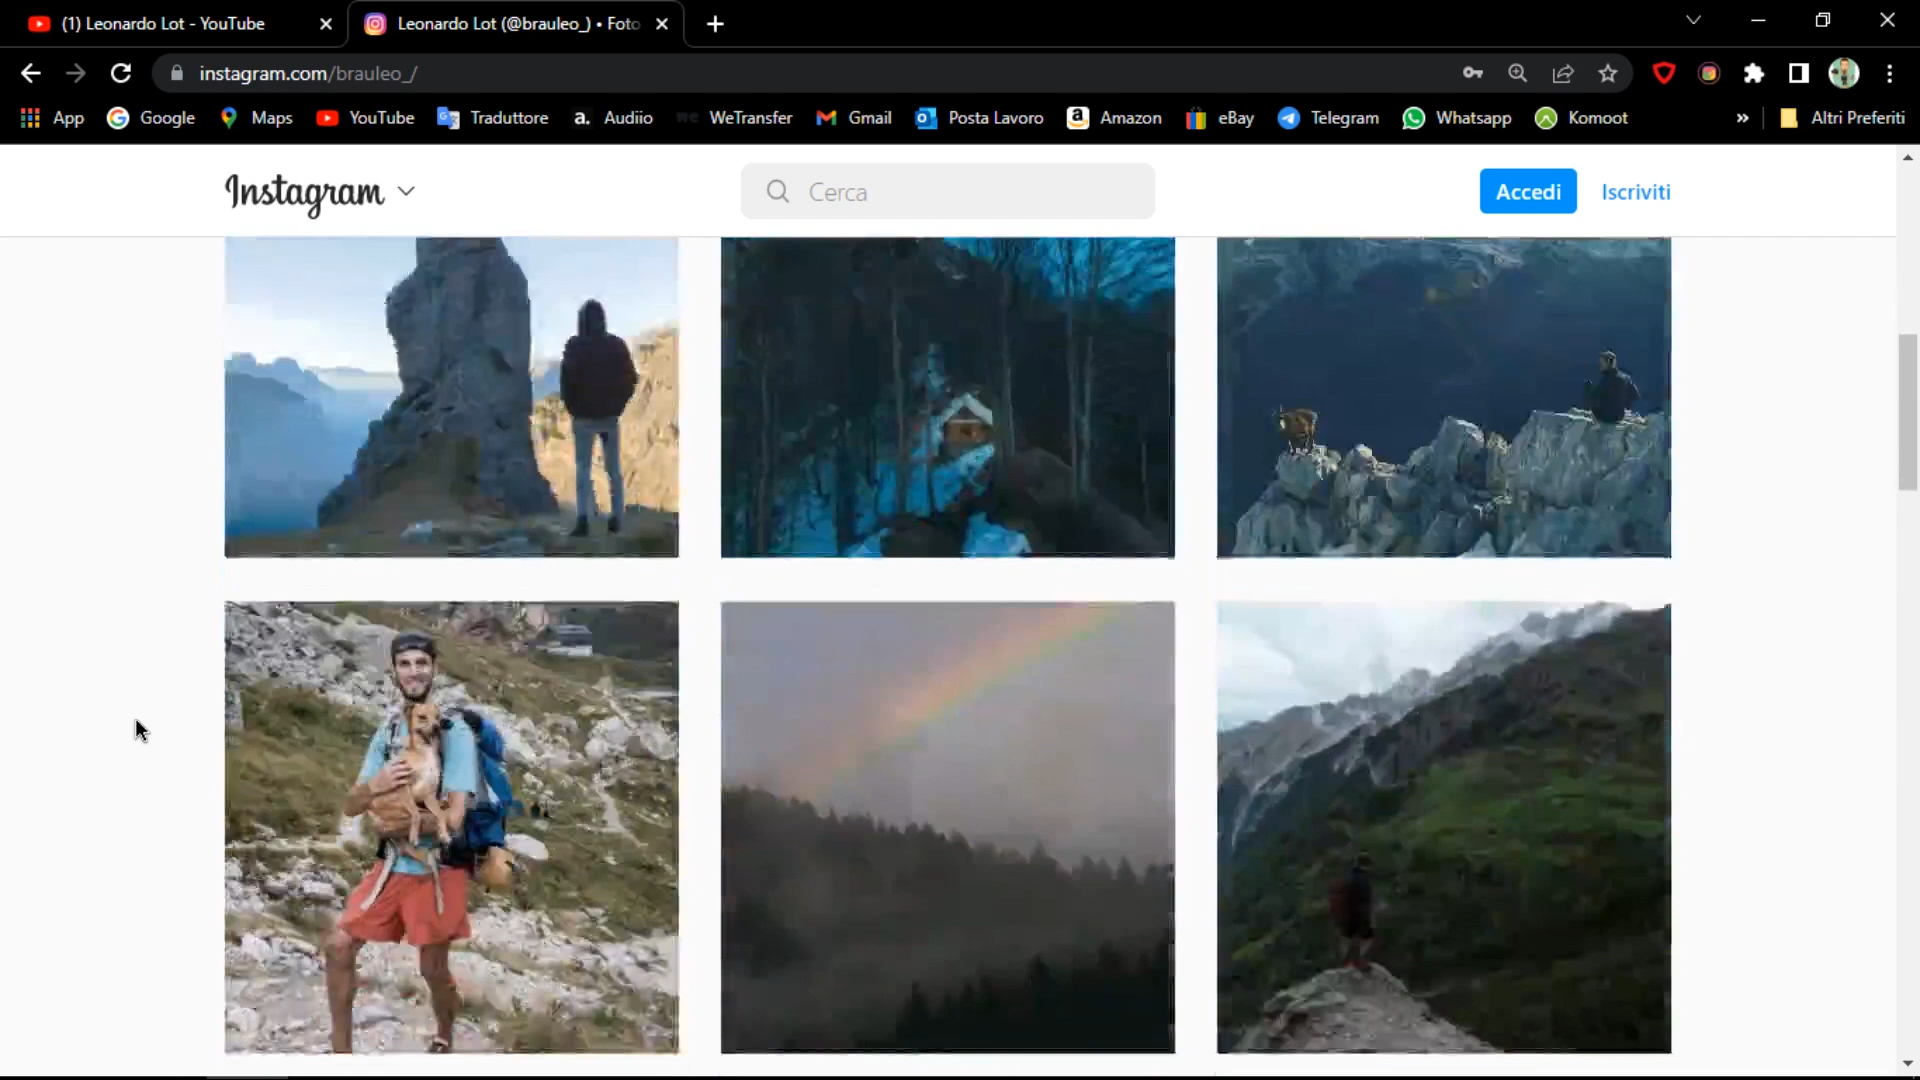 (1) Leonardo Lot - YouTube
Leonardo Lot (@brauleo_) • Foto
instagram.com/brauleo_/
App
Google
Maps
YouTube
Traduttore
a. Audiio
we WeTransfer
Gmail
Posta Lavoro
a Amazon
eBay
Telegram
Whatsapp
Komoot
»
Altri Preferiti
Instagram
Cerca
Accedi
Iscriviti